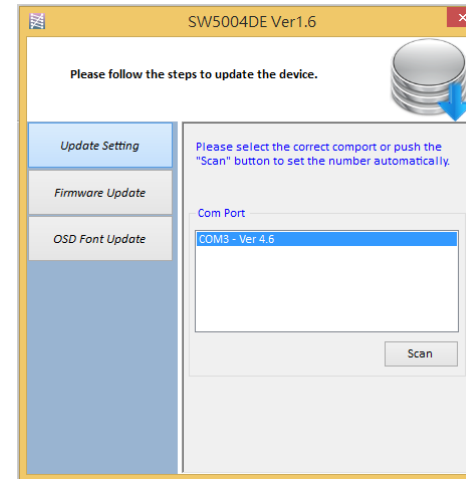 SW5004DE Ver1.6
Please follow the steps to update the device.
Update Setting
Firmware Update
OSD Font Update
Please select the correct comport or push the
"Scan" button to set the number automatically.
Com Port
COM3 - Ver 4.6
Scan